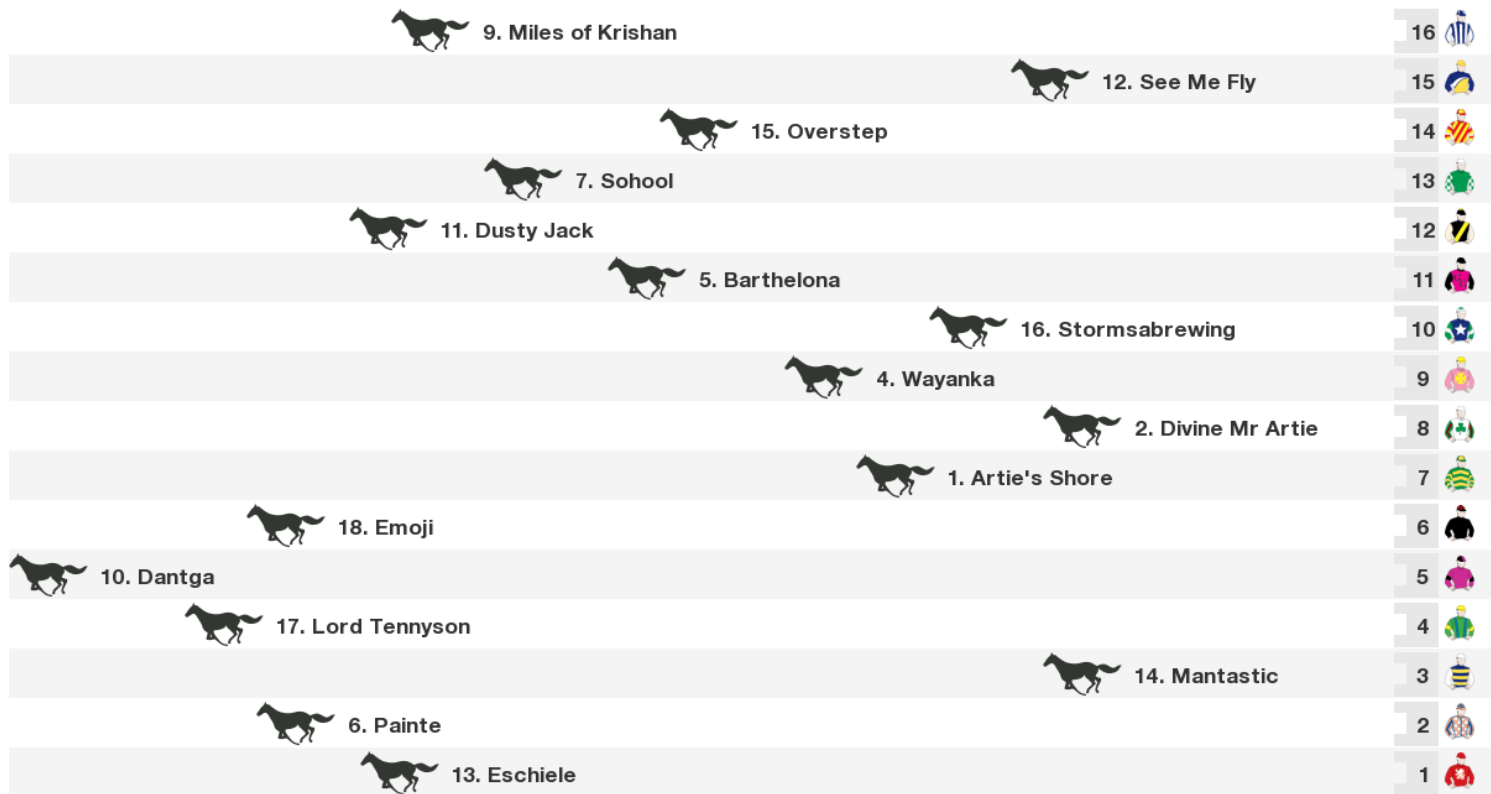 9. Miles of Krishan 16
12. See Me Fly 15
15. Overstep 14
7. Sohool 13
11. Dusty Jack 12
5. Barthelona 11
16. Stormsabrewing 10
4. Wayanka 9
2. Divine Mr Artie 8
1. Artie's Shore 7
18. Emoji 6
10. Dantga 5
17. Lord Tennyson 4
14. Mantastic 3
6. Painte 2
13. Eschiele 1